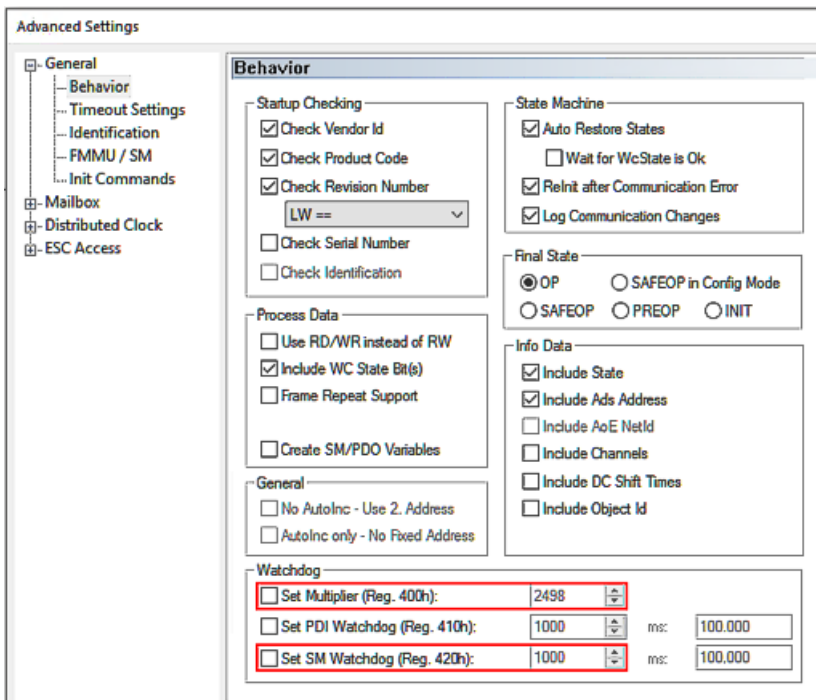 Advanced Settings
General
Behavior
Timeout Settings
Identification
FMMU / SM
Init Commands
Mailbox
Distributed Clock
ESC Access
Behavior
Startup Checking
Check Vendor Id
Check Product Code
Check Revision Number
LW ==
Check Serial Number
Check Identification
Process Data
Use RD/WR instead of RW
Include WC State Bit(s)
Frame Repeat Support
Create SM/PDO Variables
General
No AutoInc - Use 2. Address
AutoInc only - No Fixed Address
State Machine
Auto Restore States
Wait for WcState is Ok
ReInit after Communication Error
Log Communication Changes
Final State
OP SAFEOP in Config Mode
SAFEOP PREOP INIT
Info Data
Include State
Include Ads Address
Include AoE NetId
Include Channels
Include DC Shift Times
Include Object Id
Watchdog
Set Multiplier (Reg. 400h): 2498
Set PDI Watchdog (Reg. 410h): 1000 ms: 100.000
Set SM Watchdog (Reg. 420h): 1000 ms: 100.000